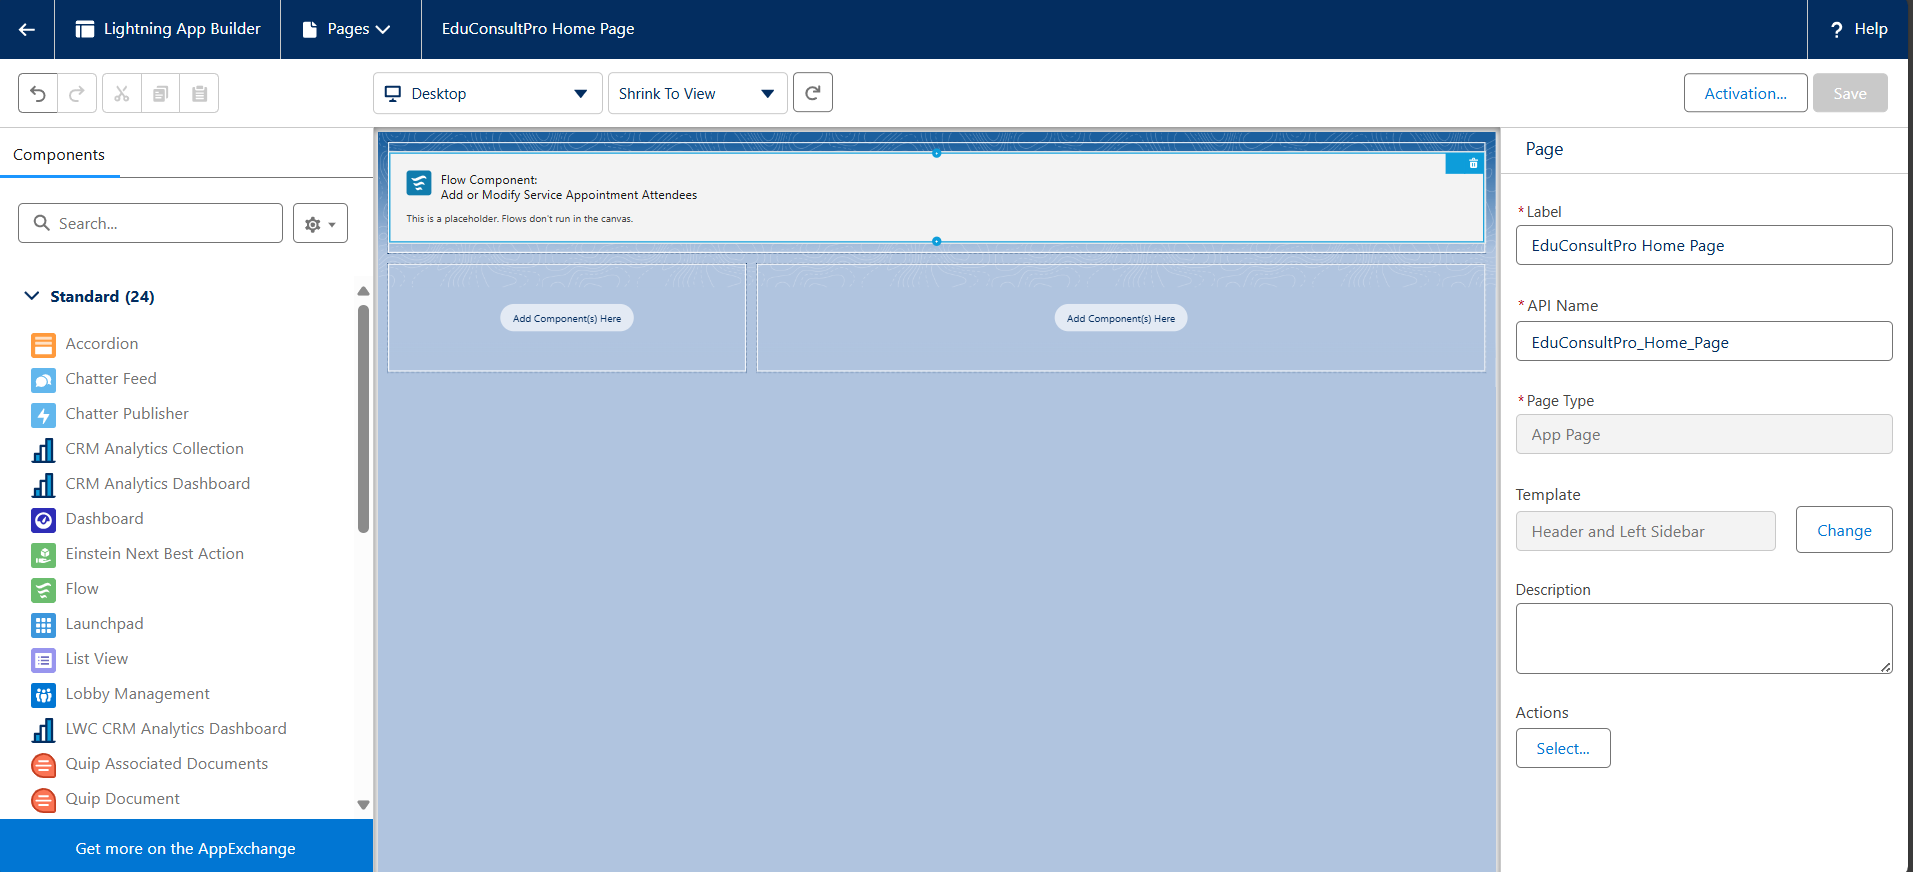 Lightning App Builder
Pages
EduConsultPro Home Page
? Help
Desktop
Shrink To View
Activation...
Save
Components
Search...
Standard (24)
Accordion
Chatter Feed
Chatter Publisher
CRM Analytics Collection
CRM Analytics Dashboard
Dashboard
Einstein Next Best Action
Flow
Launchpad
List View
Lobby Management
LWC CRM Analytics Dashboard
Quip Associated Documents
Quip Document
Get more on the AppExchange
Flow Component:
Add or Modify Service Appointment Attendees
This is a placeholder. Flows don't run in the canvas.
Add Component(s) Here
Add Component(s) Here
Page
*Label
EduConsultPro Home Page
*API Name
EduConsultPro_Home_Page
*Page Type
App Page
Template
Header and Left Sidebar
Change
Description
Actions
Select...